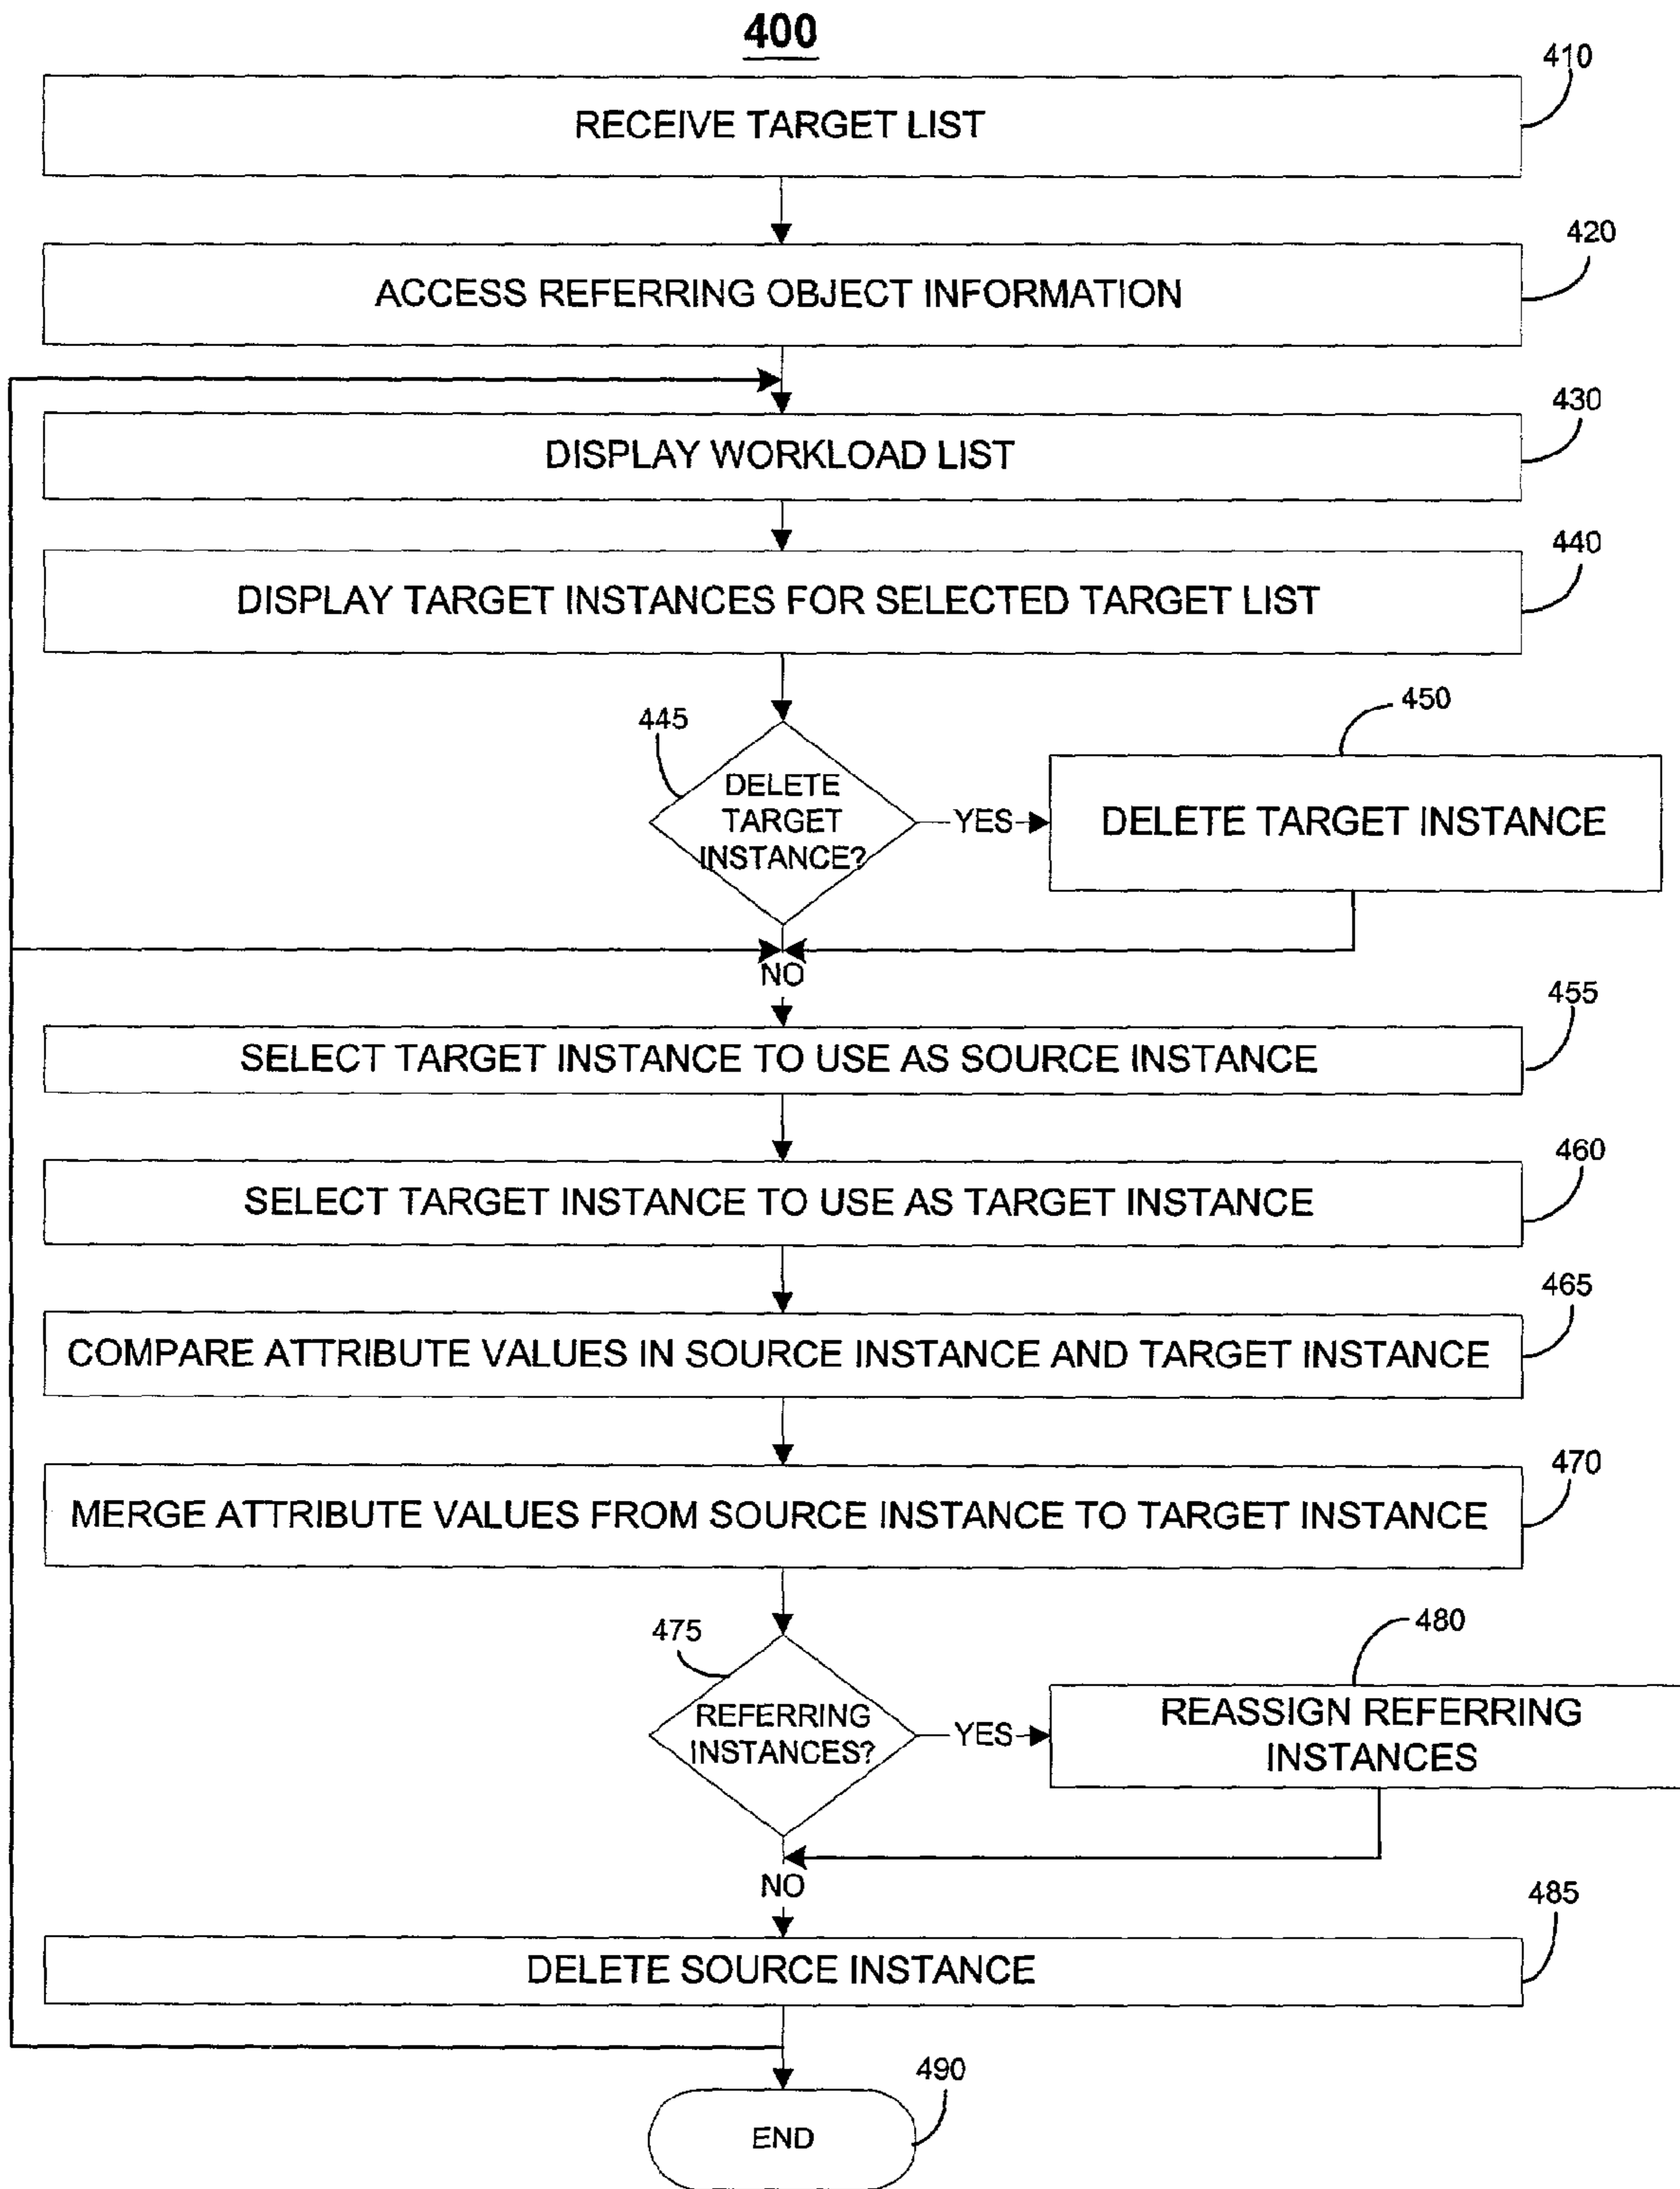 400
410
RECEIVE TARGET LIST
420
ACCESS REFERRING OBJECT INFORMATION
430
DISPLAY WORKLOAD LIST
440
DISPLAY TARGET INSTANCES FOR SELECTED TARGET LIST
445
DELETE
TARGET
INSTANCE?
YES
450
DELETE TARGET INSTANCE
NO
455
SELECT TARGET INSTANCE TO USE AS SOURCE INSTANCE
460
SELECT TARGET INSTANCE TO USE AS TARGET INSTANCE
465
COMPARE ATTRIBUTE VALUES IN SOURCE INSTANCE AND TARGET INSTANCE
470
MERGE ATTRIBUTE VALUES FROM SOURCE INSTANCE TO TARGET INSTANCE
475
REFERRING
INSTANCES?
YES
480
REASSIGN REFERRING
INSTANCES
NO
485
DELETE SOURCE INSTANCE
490
END